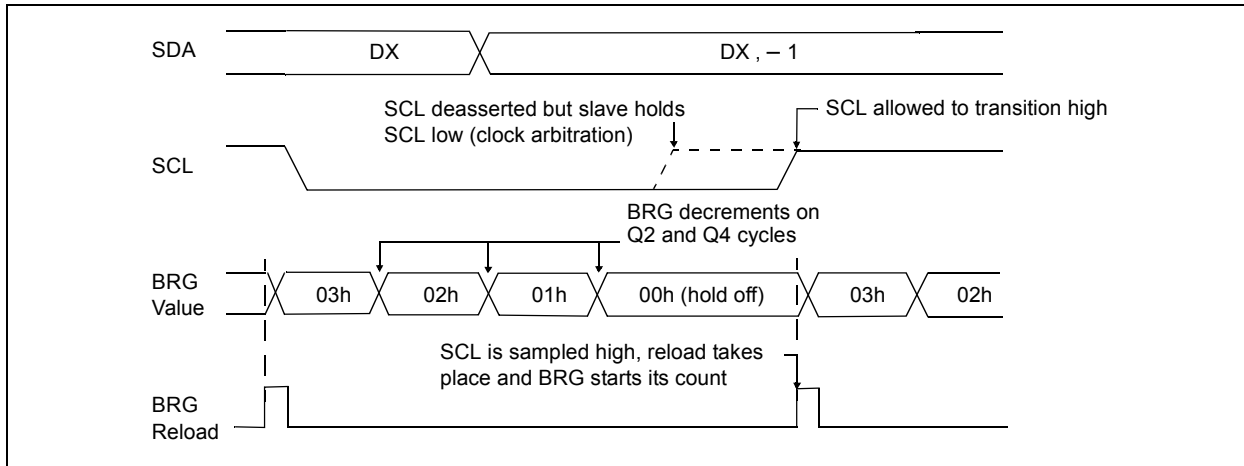 SDA
DX
DX , – 1
SCL deasserted but slave holds
SCL low (clock arbitration)
SCL allowed to transition high
SCL
BRG decrements on
Q2 and Q4 cycles
BRG
Value
03h
02h
01h
00h (hold off)
03h
02h
SCL is sampled high, reload takes
place and BRG starts its count
BRG
Reload